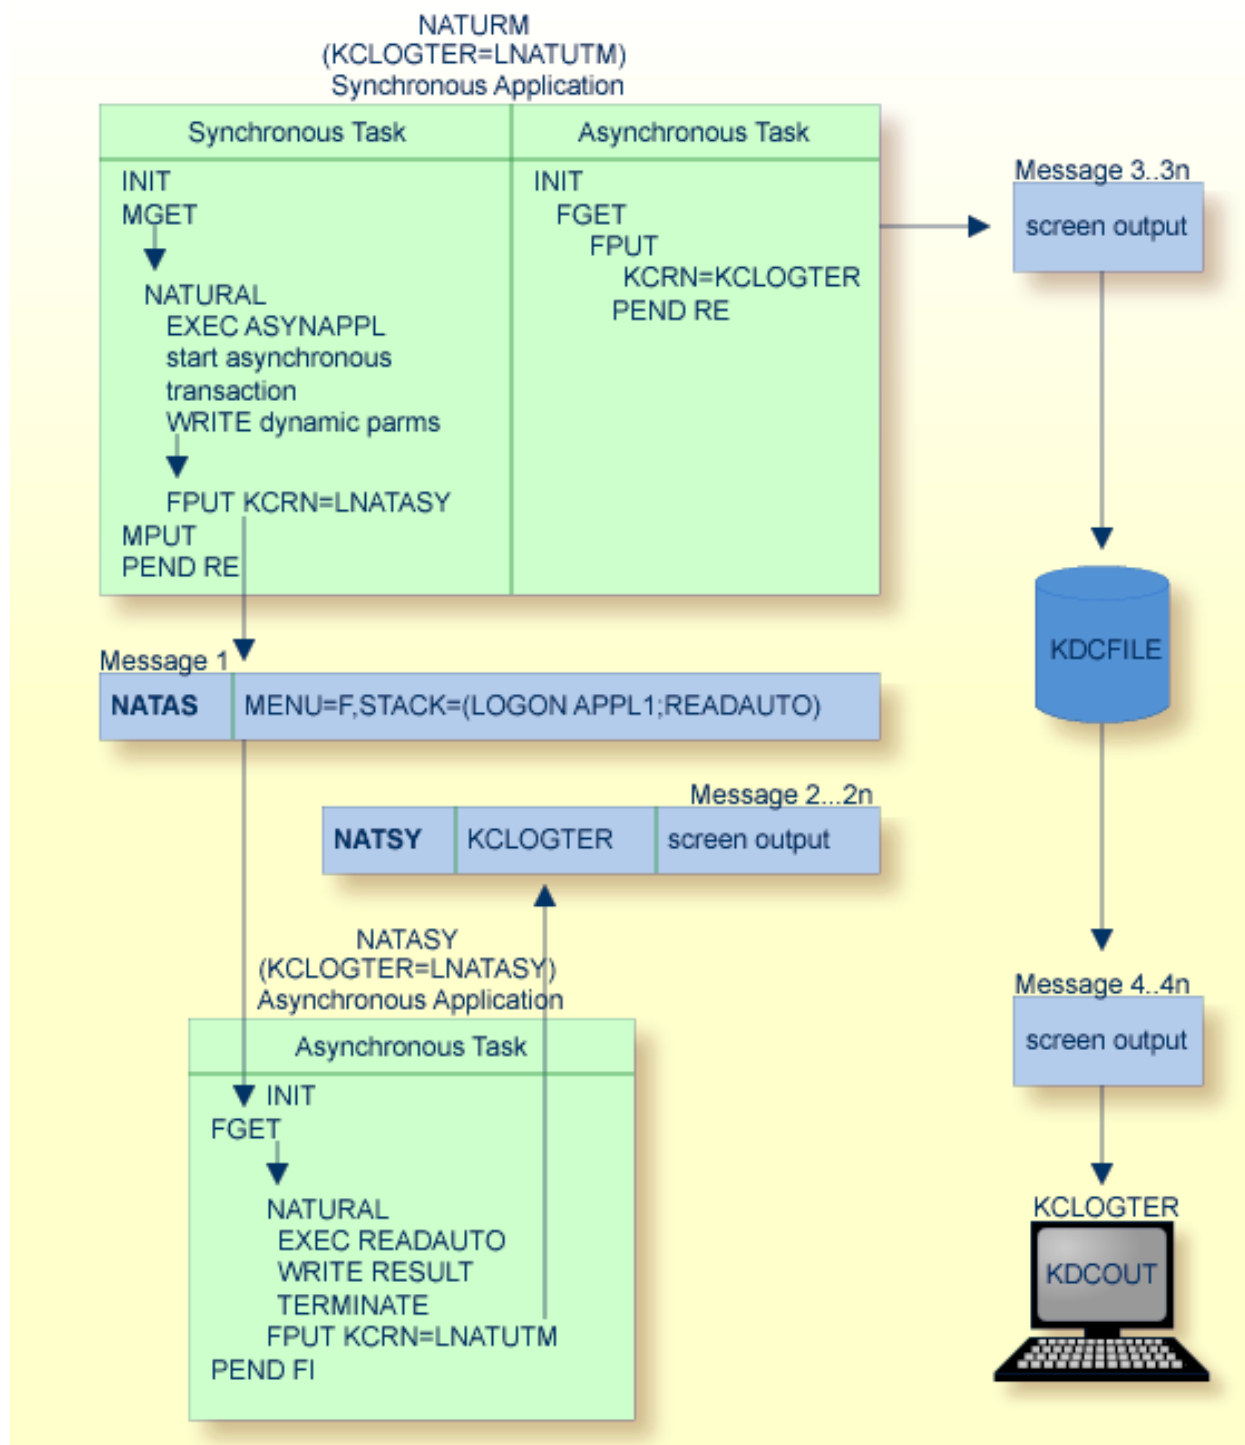 NATURM
(KCLOGTER=LNATUTM)
Synchronous Application
Synchronous Task
INIT
MGET
NATURAL
EXEC ASYNAPPL
start asynchronous
transaction
WRITE dynamic parms
FPUT KCRN=LNATASY
MPUT
PEND RE
Asynchronous Task
INIT
FGET
FPUT
KCRN=KCLOGTER
PEND RE
Message 3..3n
screen output
KDCFILE
Message 1
NATAS MENU=F,STACK=(LOGON APPL1;READAUTO)
Message 2...2n
NATSY KCLOGTER screen output
NATASY
(KCLOGTER=LNATASY)
Asynchronous Application
Asynchronous Task
INIT
FGET
NATURAL
EXEC READAUTO
WRITE RESULT
TERMINATE
FPUT KCRN=LNATUTM
PEND FI
Message 4..4n
screen output
KCLOGTER
KDCOUT